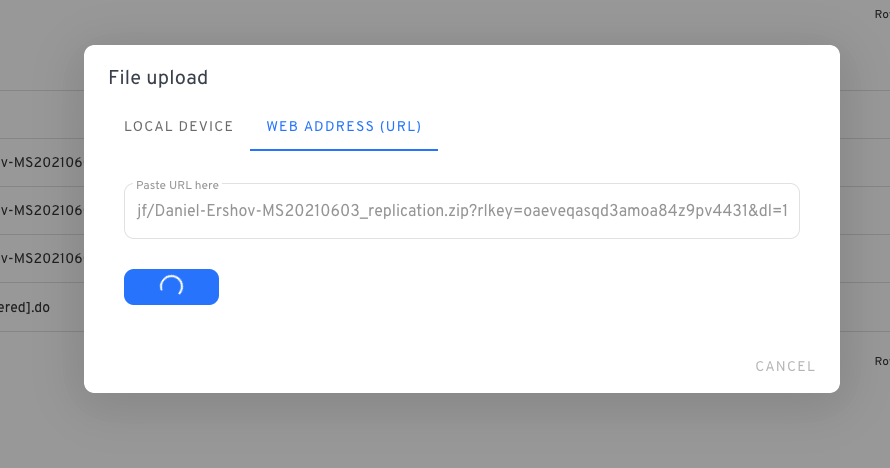 Ro
File upload
LOCAL DEVICE WEB ADDRESS (URL)
Paste URL here
jf/Daniel-Ershov-MS20210603_replication.zip?rlkey=oaeveqasqd3amoa84z9pv4431&dl=1
v-MS202106
v-MS202106
v-MS202106
ered].do
Ro
CANCEL